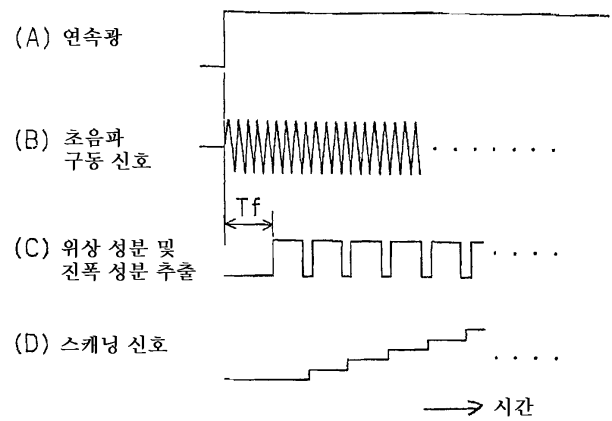 (A) 연속광
(B) 초음파
구동 신호
Tf
(C) 위상 성분 및
진폭 성분 추출
(D) 스캐닝 신호
시간